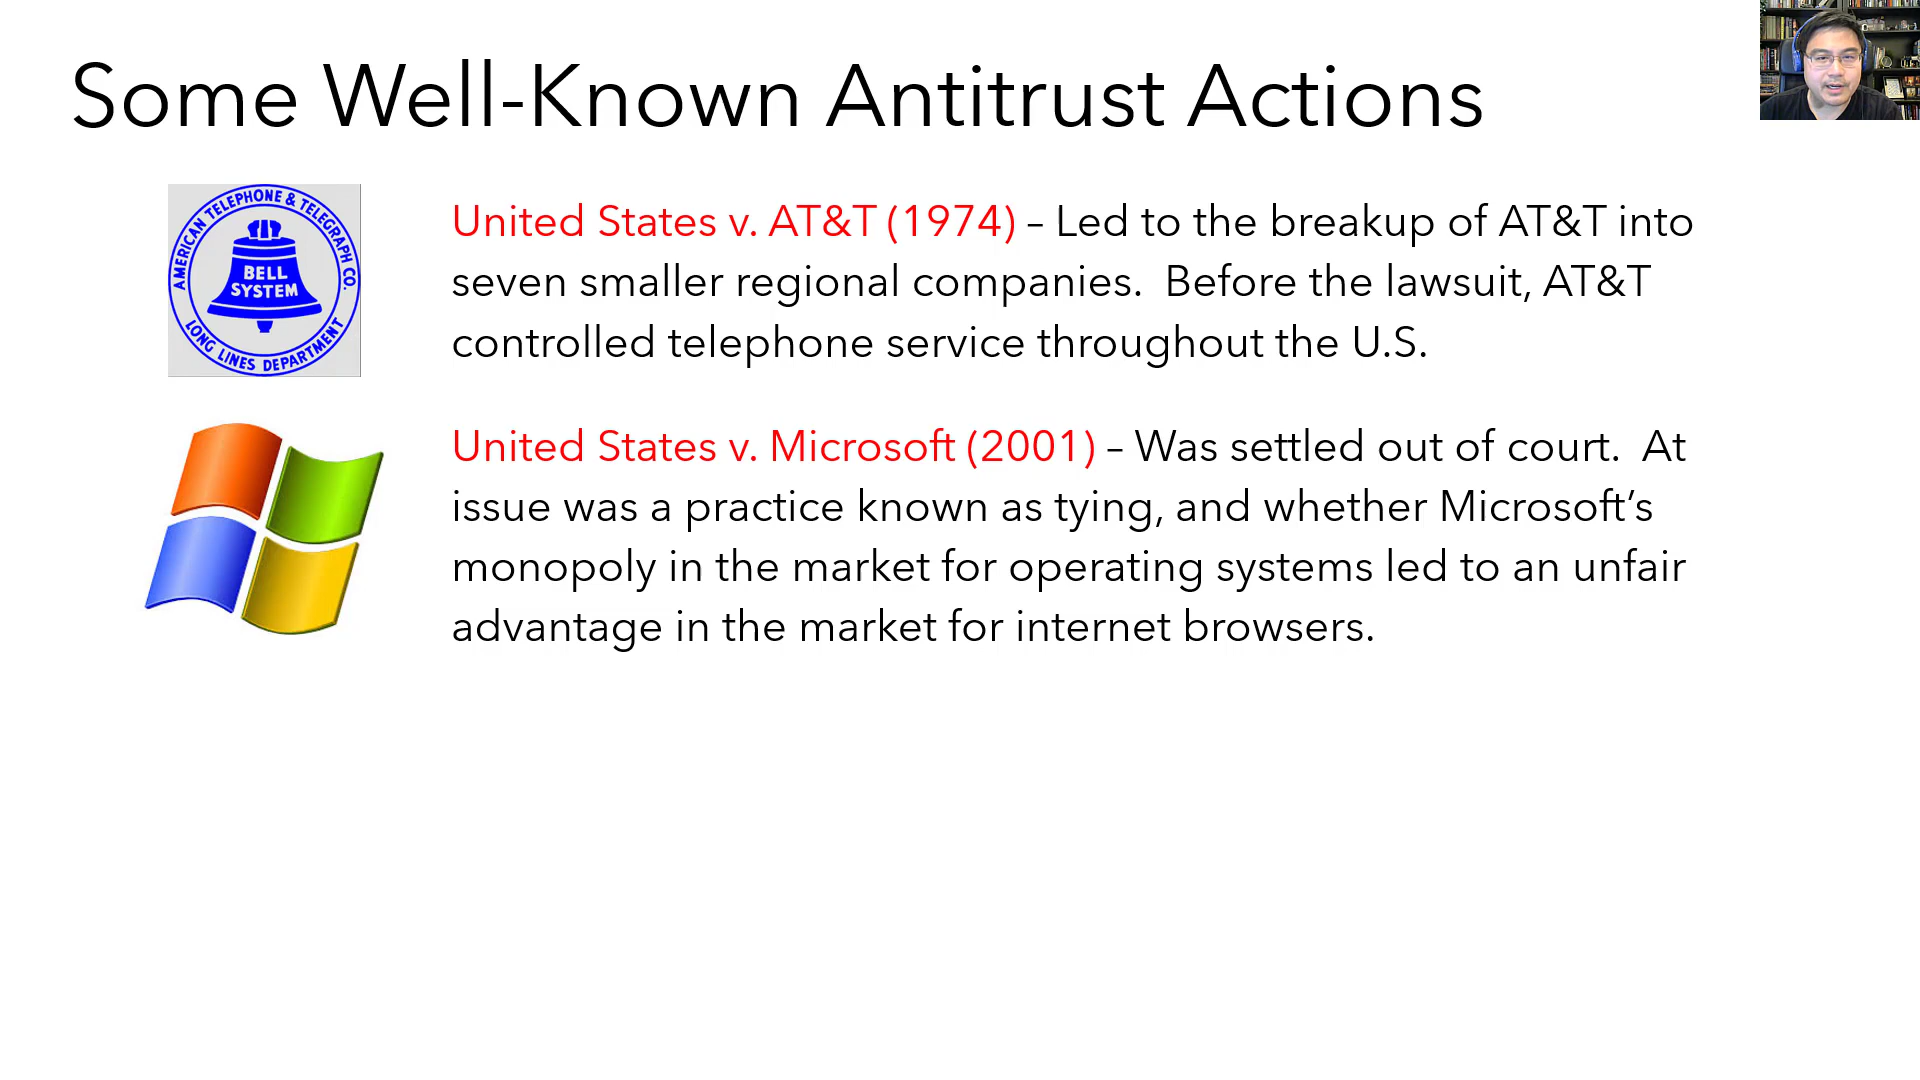 Some Well-Known Antitrust Actions
AMERICAN TELEPHONE & TELEGRAPH CO.
BELL
SYSTEM
LONG LINES DEPARTMENT
United States v. AT&T (1974) – Led to the breakup of AT&T into
seven smaller regional companies.  Before the lawsuit, AT&T
controlled telephone service throughout the U.S.
United States v. Microsoft (2001) – Was settled out of court.  At
issue was a practice known as tying, and whether Microsoft’s
monopoly in the market for operating systems led to an unfair
advantage in the market for internet browsers.